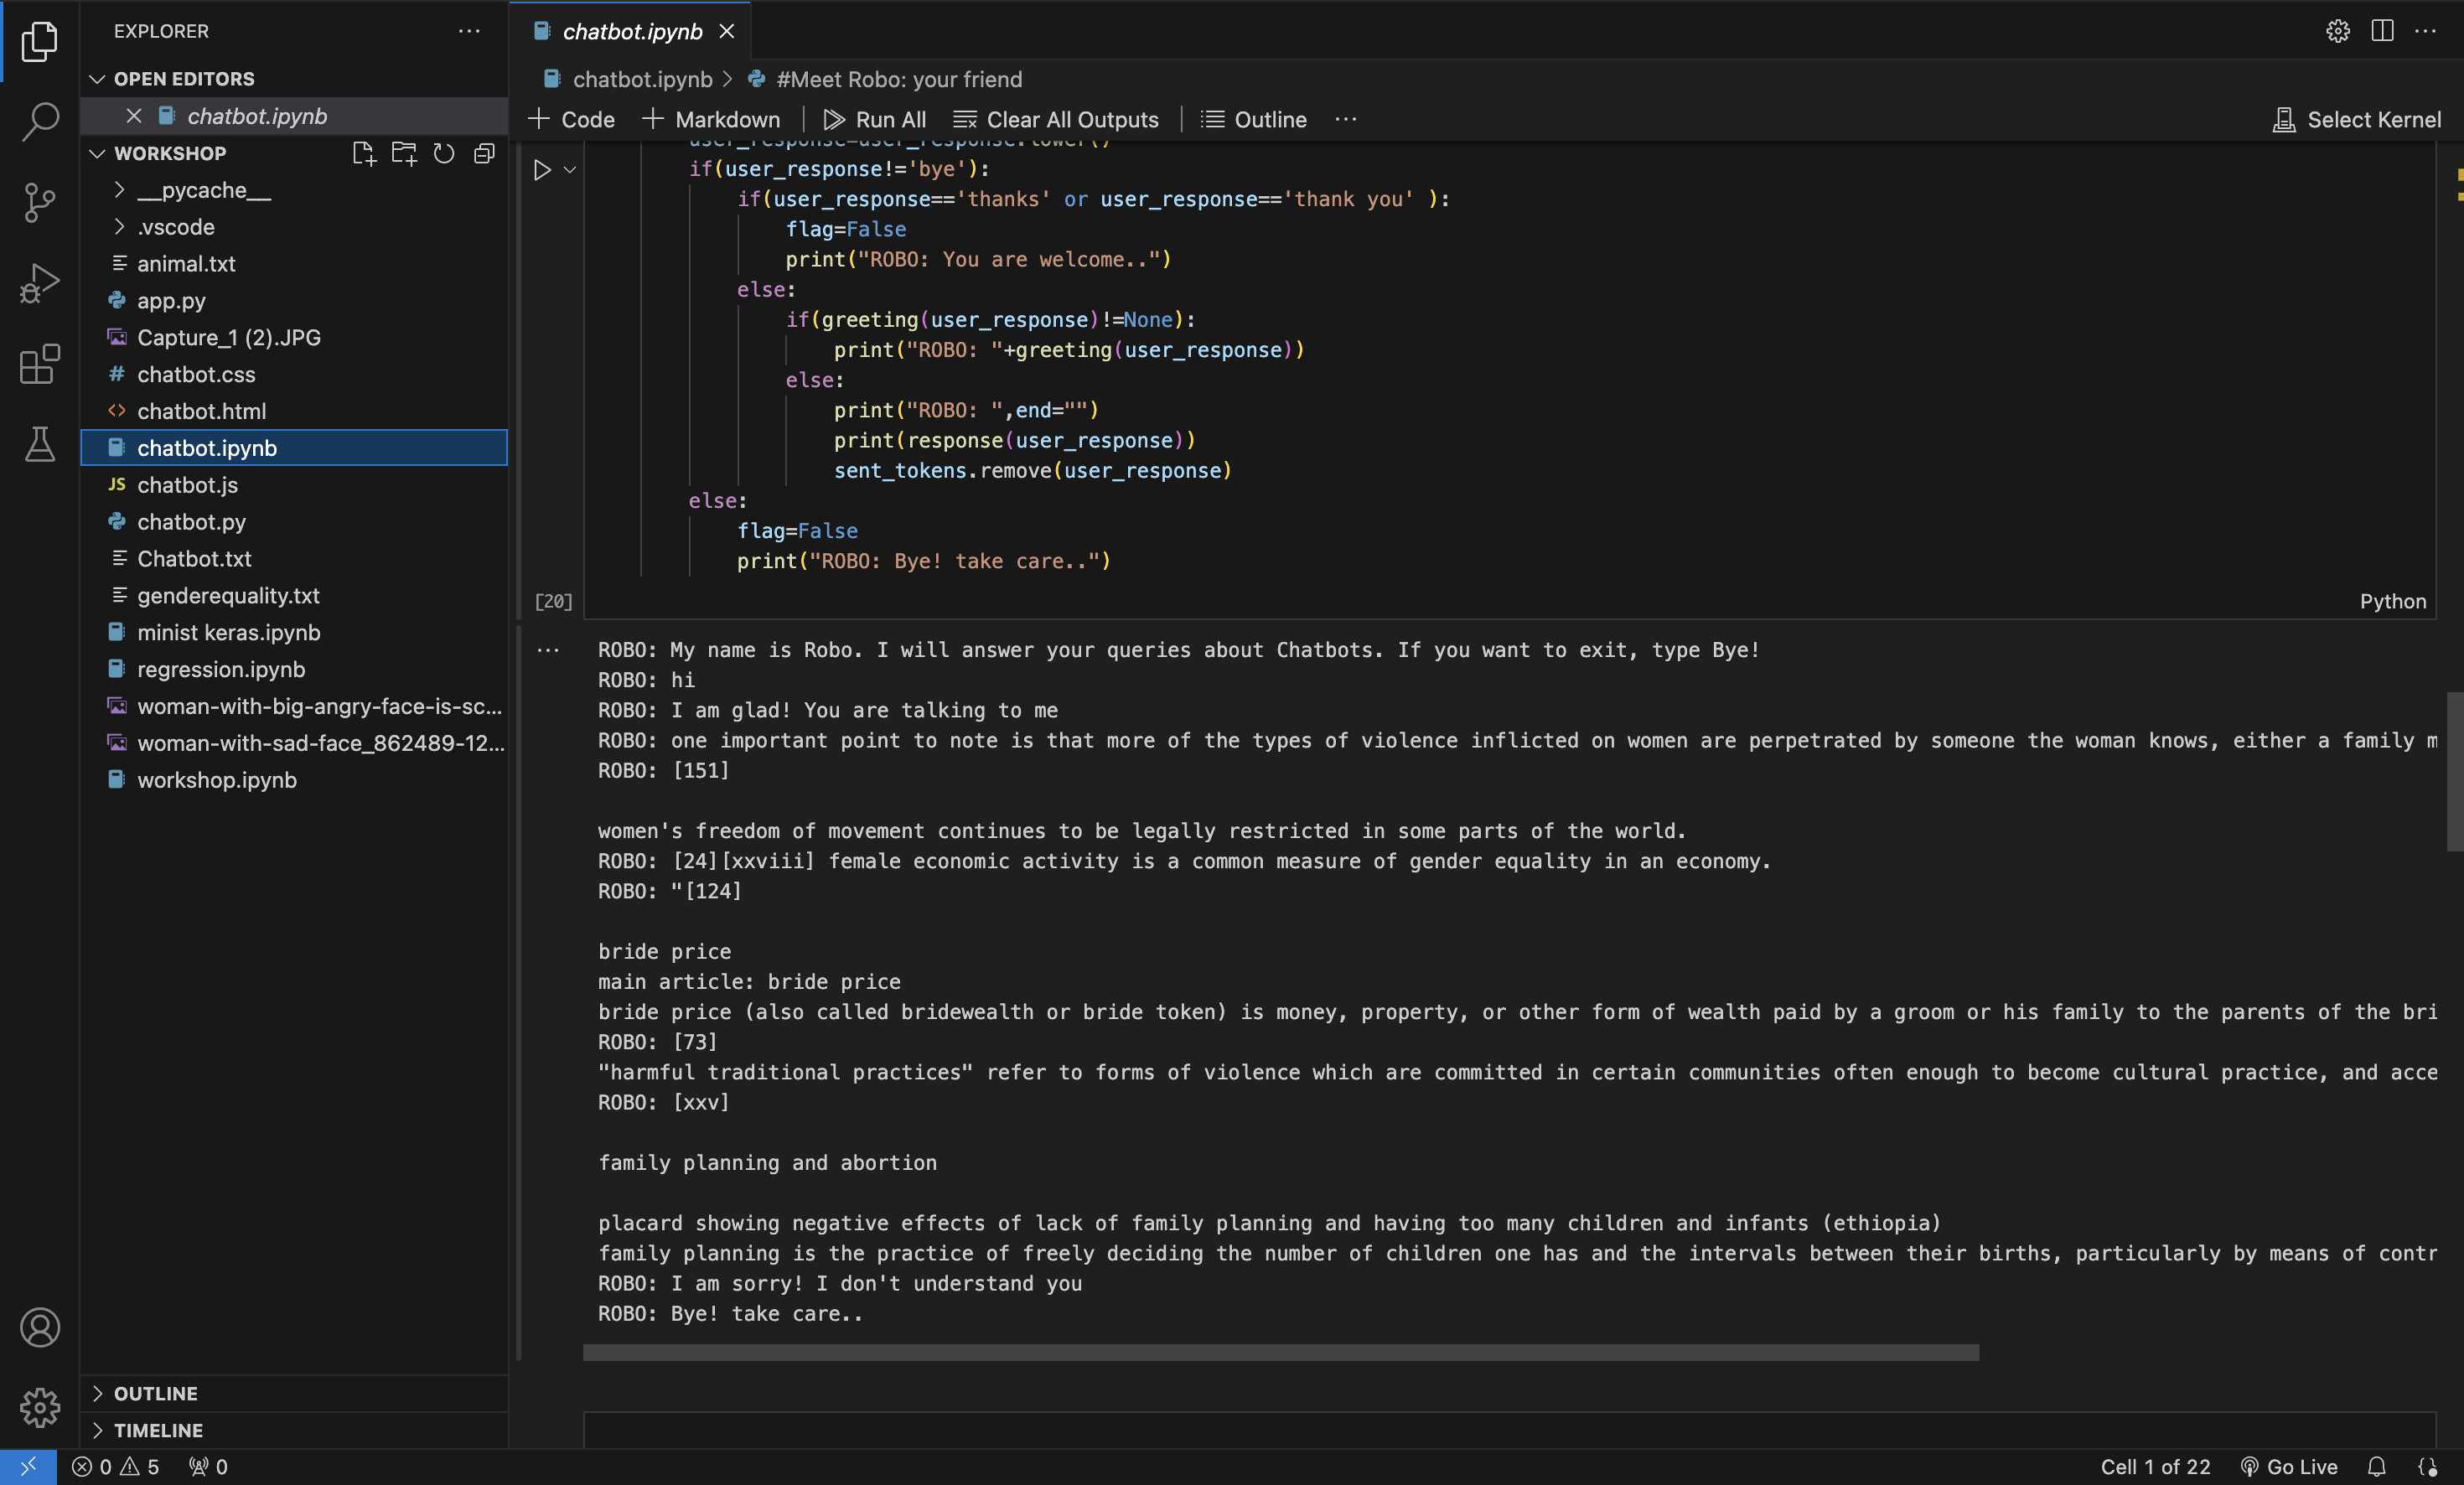 EXPLORER
OPEN EDITORS
chatbot.ipynb
WORKSHOP
__pycache__
.vscode
animal.txt
app.py
Capture_1 (2).JPG
# chatbot.css
<> chatbot.html
chatbot.ipynb
JS chatbot.js
chatbot.py
Chatbot.txt
genderequality.txt
minist keras.ipynb
regression.ipynb
woman-with-big-angry-face-is-sc...
woman-with-sad-face_862489-12...
workshop.ipynb
OUTLINE
TIMELINE
chatbot.ipynb
chatbot.ipynb > #Meet Robo: your friend
+ Code + Markdown Run All Clear All Outputs Outline ... Select Kernel
user_response=user_response.lower()
if(user_response!='bye'):
if(user_response=='thanks' or user_response=='thank you' ):
flag=False
print("ROBO: You are welcome..")
else:
if(greeting(user_response)!=None):
print("ROBO: "+greeting(user_response))
else:
print("ROBO: ",end="")
print(response(user_response))
sent_tokens.remove(user_response)
else:
flag=False
print("ROBO: Bye! take care..")
[20] Python
ROBO: My name is Robo. I will answer your queries about Chatbots. If you want to exit, type Bye!
ROBO: hi
ROBO: I am glad! You are talking to me
ROBO: one important point to note is that more of the types of violence inflicted on women are perpetrated by someone the woman knows, either a family m
ROBO: [151]
women's freedom of movement continues to be legally restricted in some parts of the world.
ROBO: [24][xxviii] female economic activity is a common measure of gender equality in an economy.
ROBO: "[124]
bride price
main article: bride price
bride price (also called bridewealth or bride token) is money, property, or other form of wealth paid by a groom or his family to the parents of the bri
ROBO: [73]
"harmful traditional practices" refer to forms of violence which are committed in certain communities often enough to become cultural practice, and acce
ROBO: [xxv]
family planning and abortion
placard showing negative effects of lack of family planning and having too many children and infants (ethiopia)
family planning is the practice of freely deciding the number of children one has and the intervals between their births, particularly by means of contr
ROBO: I am sorry! I don't understand you
ROBO: Bye! take care..
0 5 0 Cell 1 of 22 Go Live